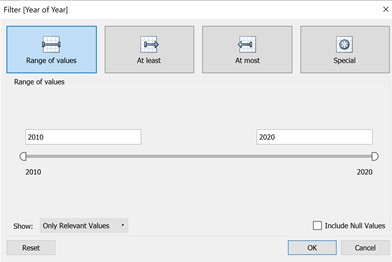 Filter [Year of Year]
Range of values
At least
At most
Special
Range of values
2010
2020
2010
2020
Show: Only Relevant Values
Include Null Values
Reset
OK
Cancel